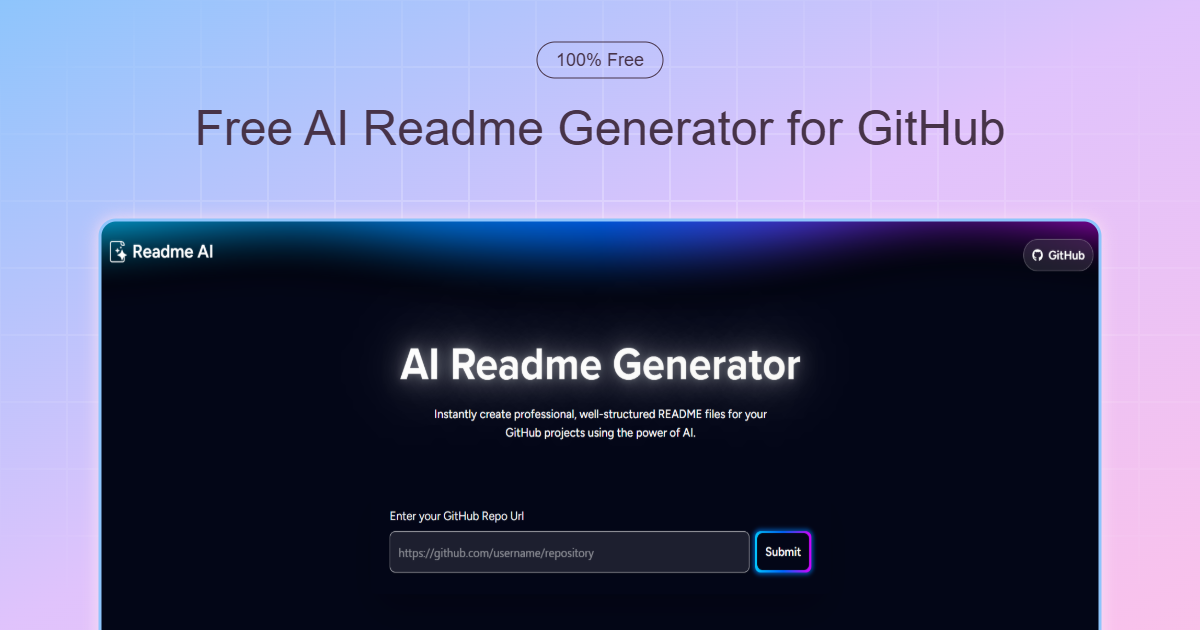 100% Free
Free AI Readme Generator for GitHub
Readme AI
GitHub
AI Readme Generator
Instantly create professional, well-structured README files for your
GitHub projects using the power of AI.
Enter your GitHub Repo Url
https://github.com/username/repository
Submit